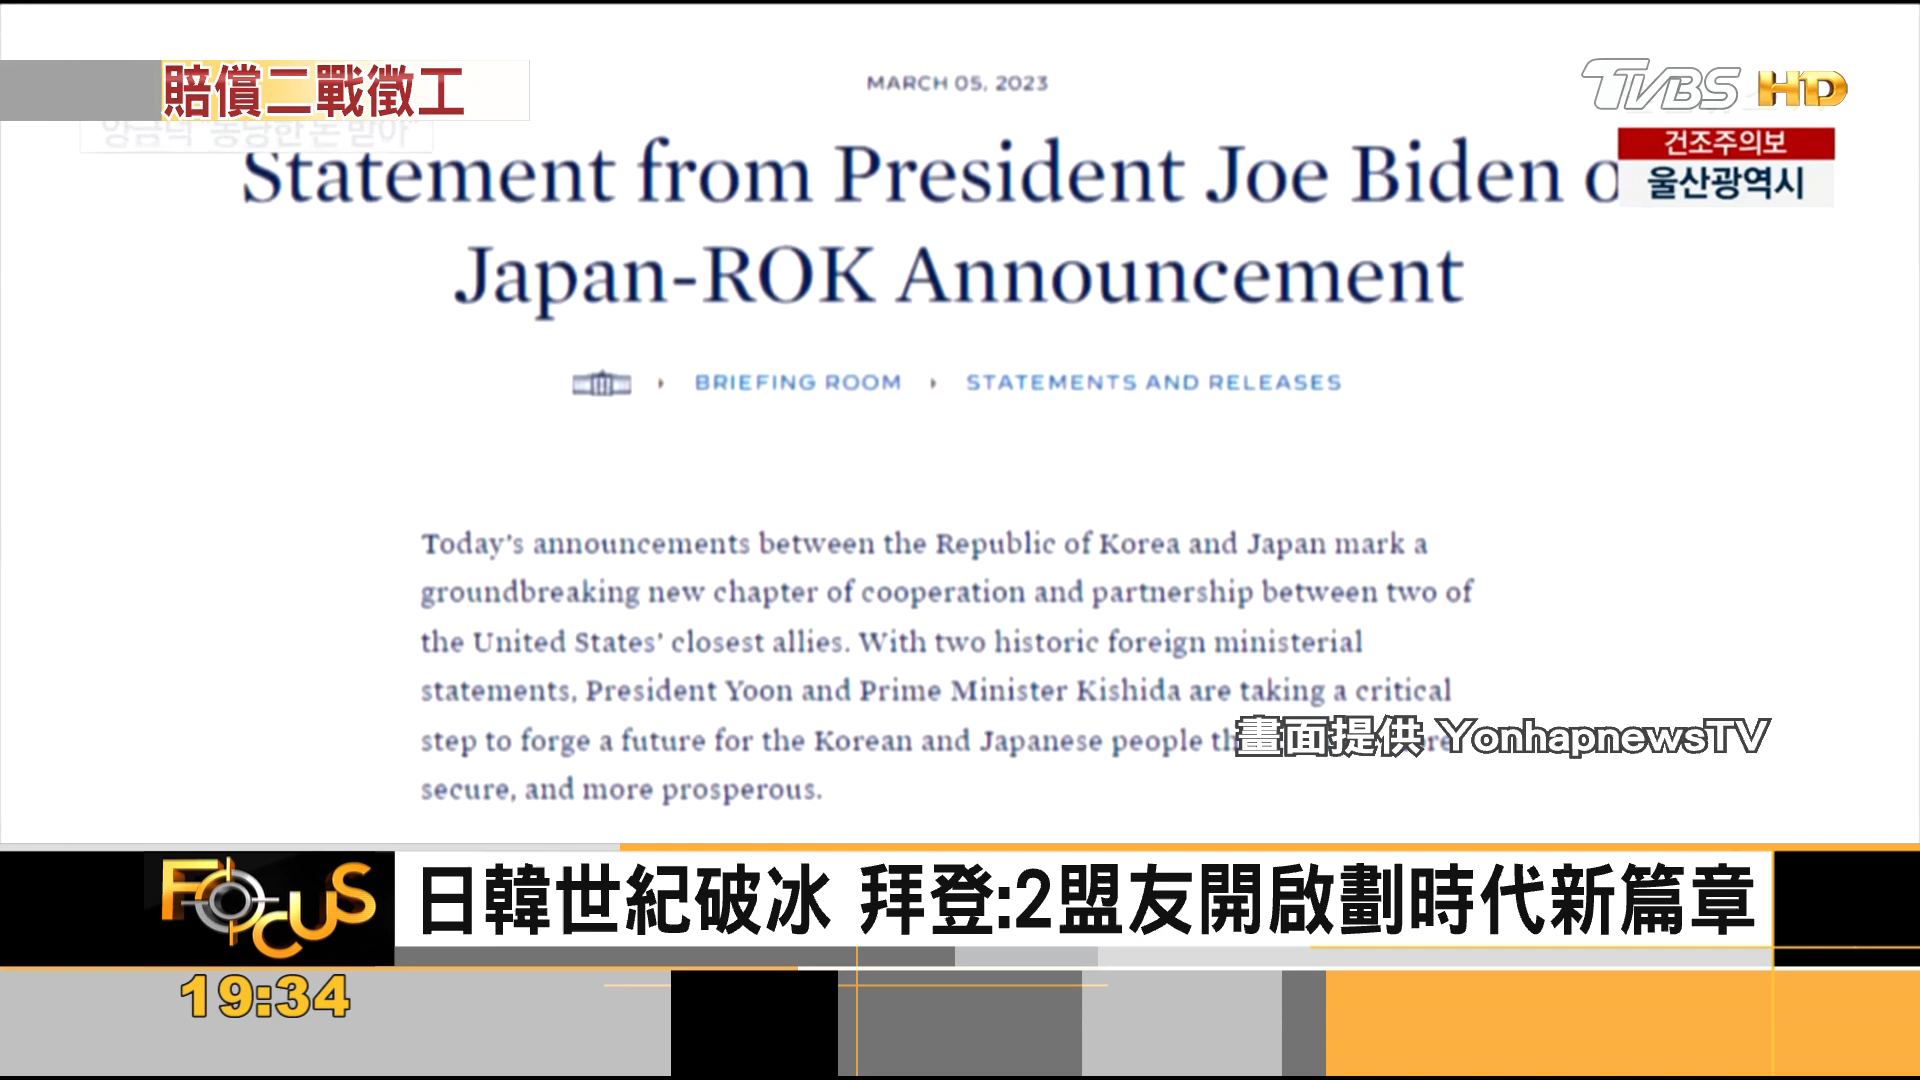 賠償二戰徵工
MARCH 05, 2023
TVBS HD
건조주의보
울산광역시
Statement from President Joe Biden o
Japan-ROK Announcement
BRIEFING ROOM
STATEMENTS AND RELEASES
Today's announcements between the Republic of Korea and Japan mark a
groundbreaking new chapter of cooperation and partnership between two of
the United States' closest allies. With two historic foreign ministerial
statements, President Yoon and Prime Minister Kishida are taking a critical
step to forge a future for the Korean and Japanese people
畫面提供 YonhapnewsTV
secure, and more prosperous.
FOCUS
日韓世紀破冰 拜登:2盟友開啟劃時代新篇章
19:34